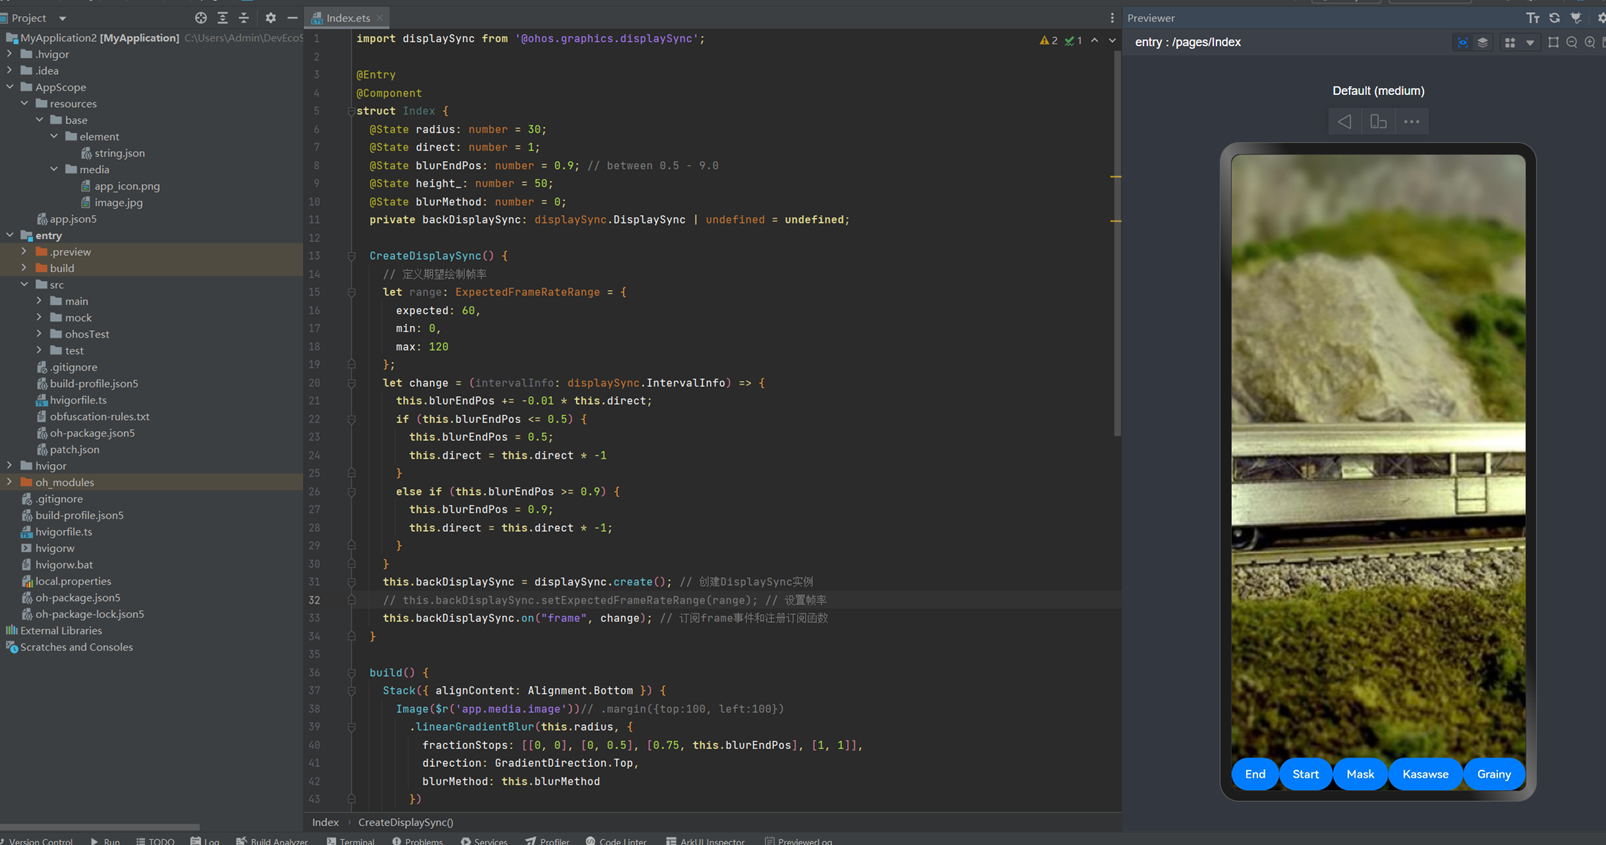 Project
MyApplication2 [MyApplication] C:\Users\Admin\DevEcoS
.hvigor
.idea
AppScope
resources
base
element
string.json
media
app_icon.png
image.jpg
app.json5
entry
.preview
build
src
main
mock
ohosTest
test
.gitignore
build-profile.json5
hvigorfile.ts
obfuscation-rules.txt
oh-package.json5
patch.json
hvigor
oh_modules
.gitignore
build-profile.json5
hvigorfile.ts
hvigorw
hvigorw.bat
local.properties
oh-package.json5
oh-package-lock.json5
External Libraries
Scratches and Consoles
Index.ets
2 1
1 import displaySync from '@ohos.graphics.displaySync';
2
3 @Entry
4 @Component
5 struct Index {
6 @State radius: number = 30;
7 @State direct: number = 1;
8 @State blurEndPos: number = 0.9; // between 0.5 - 9.0
9 @State height_: number = 50;
10 @State blurMethod: number = 0;
11 private backDisplaySync: displaySync.DisplaySync | undefined = undefined;
12
13 CreateDisplaySync() {
14 // 定义期望绘制帧率
15 let range: ExpectedFrameRateRange = {
16 expected: 60,
17 min: 0,
18 max: 120
19 };
20 let change = (intervalInfo: displaySync.IntervalInfo) => {
21 this.blurEndPos += -0.01 * this.direct;
22 if (this.blurEndPos <= 0.5) {
23 this.blurEndPos = 0.5;
24 this.direct = this.direct * -1
25 }
26 else if (this.blurEndPos >= 0.9) {
27 this.blurEndPos = 0.9;
28 this.direct = this.direct * -1;
29 }
30 }
31 this.backDisplaySync = displaySync.create(); // 创建DisplaySync实例
32 // this.backDisplaySync.setExpectedFrameRateRange(range); // 设置帧率
33 this.backDisplaySync.on("frame", change); // 订阅frame事件和注册订阅函数
34 }
35
36 build() {
37 Stack({ alignContent: Alignment.Bottom }) {
38 Image($r('app.media.image'))// .margin({top:100, left:100})
39 .linearGradientBlur(this.radius, {
40 fractionStops: [[0, 0], [0, 0.5], [0.75, this.blurEndPos], [1, 1]],
41 direction: GradientDirection.Top,
42 blurMethod: this.blurMethod
43 })
Index CreateDisplaySync()
Previewer
Tт
entry : /pages/Index
Default (medium)
End Start Mask Kasawse Grainy
Version Control Run TODO Log Build Analyzer Terminal Problems Services Profiler Code Linter ArkUI Inspector PreviewerLog